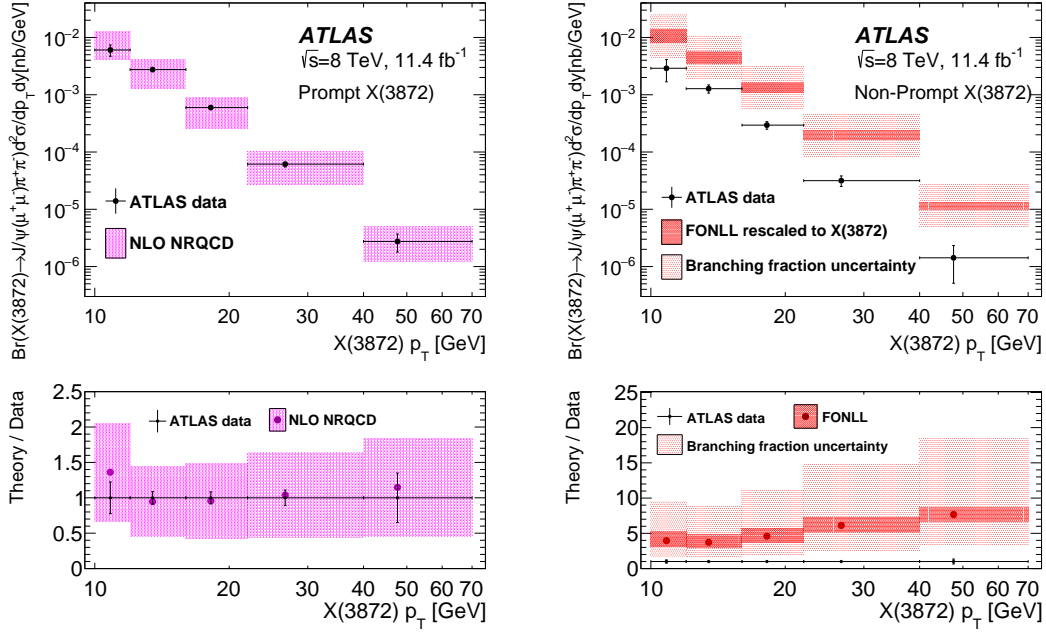 Br(X(3872)→J/ψ(μ⁺μ⁻)π⁺π⁻)d²σ/dp_T dy[nb/GeV]
10⁻²
10⁻³
10⁻⁴
10⁻⁵
10⁻⁶
ATLAS
√s=8 TeV, 11.4 fb⁻¹
Prompt X(3872)
ATLAS data
NLO NRQCD
10 20 30 40 50 60 70
X(3872) p_T [GeV]
Theory / Data
2.5
2
1.5
1
0.5
0
ATLAS data
NLO NRQCD
10 20 30 40 50 60 70
X(3872) p_T [GeV]
Br(X(3872)→J/ψ(μ⁺μ⁻)π⁺π⁻)d²σ/dp_T dy[nb/GeV]
10⁻²
10⁻³
10⁻⁴
10⁻⁵
10⁻⁶
ATLAS
√s=8 TeV, 11.4 fb⁻¹
Non-Prompt X(3872)
ATLAS data
FONLL rescaled to X(3872)
Branching fraction uncertainty
10 20 30 40 50 60 70
X(3872) p_T [GeV]
Theory / Data
25
20
15
10
5
0
ATLAS data
FONLL
Branching fraction uncertainty
10 20 30 40 50 60 70
X(3872) p_T [GeV]